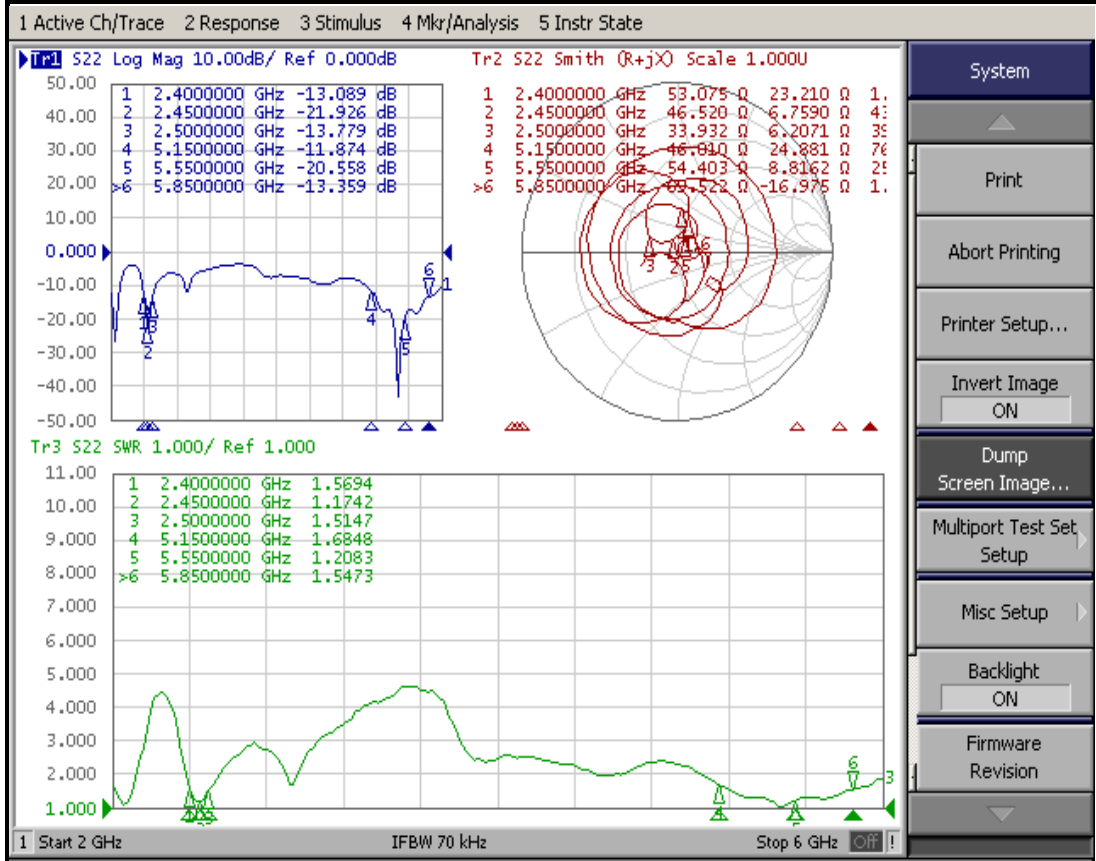 1 Active Ch/Trace 2 Response 3 Stimulus 4 Mkr/Analysis 5 Instr State
Tr1 S22 Log Mag 10.00dB/ Ref 0.000dB
50.00
40.00
30.00
20.00
10.00
0.000
-10.00
-20.00
-30.00
-40.00
-50.00
1 2.4000000 GHz -13.089 dB
2 2.4500000 GHz -21.926 dB
3 2.5000000 GHz -13.779 dB
4 5.1500000 GHz -11.874 dB
5 5.5500000 GHz -20.558 dB
>6 5.8500000 GHz -13.359 dB
Tr2 S22 Smith (R+jX) Scale 1.000U
1 2.4000000 GHz 53.075 Ω 23.210 Ω 1.
2 2.4500000 GHz 46.520 Ω 6.7590 Ω 43
3 2.5000000 GHz 33.932 Ω 6.2071 Ω 39
4 5.1500000 GHz 46.010 Ω 24.881 Ω 76
5 5.5500000 GHz 54.403 Ω 8.8162 Ω 25
>6 5.8500000 GHz -16.975 Ω 1.
Tr3 S22 SWR 1.000/ Ref 1.000
11.00
10.00
9.000
8.000
7.000
6.000
5.000
4.000
3.000
2.000
1.000
1 2.4000000 GHz 1.5694
2 2.4500000 GHz 1.1742
3 2.5000000 GHz 1.5147
4 5.1500000 GHz 1.6848
5 5.5500000 GHz 1.2083
>6 5.8500000 GHz 1.5473
1 Start 2 GHz IFBW 70 kHz Stop 6 GHz Off !
System
Print
Abort Printing
Printer Setup...
Invert Image
ON
Dump
Screen Image...
Multiport Test Set
Setup
Misc Setup
Backlight
ON
Firmware
Revision